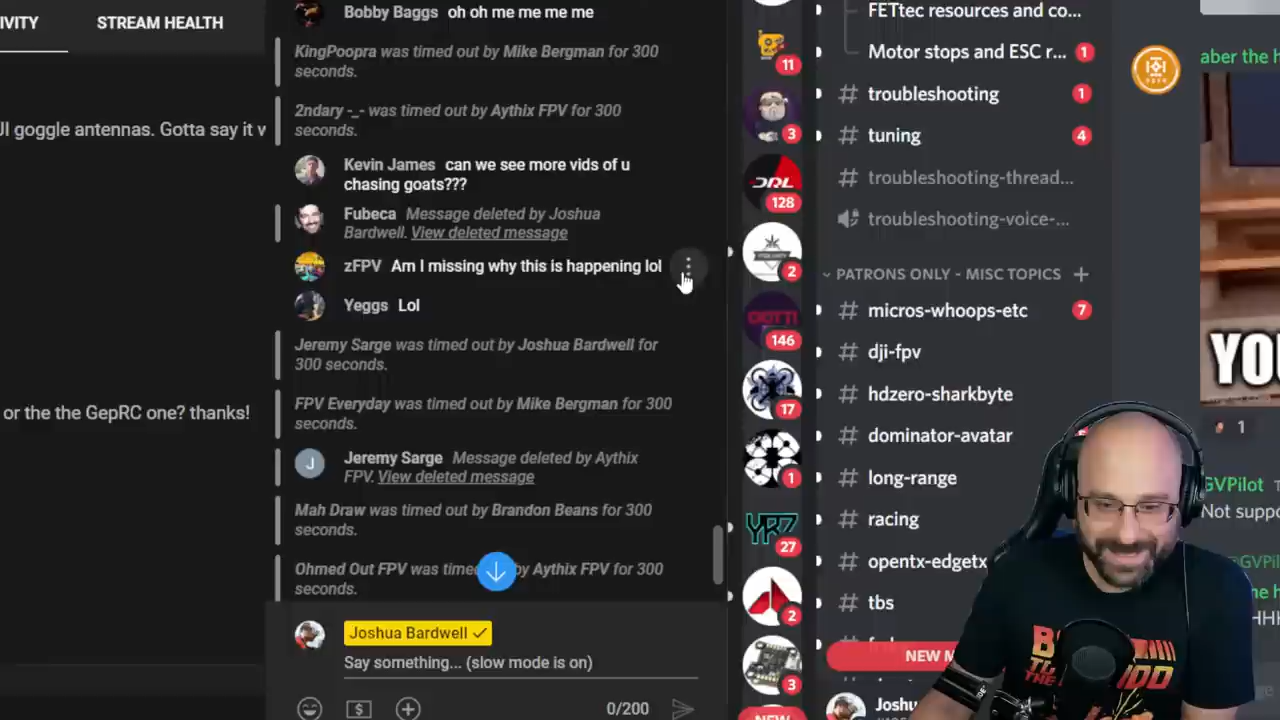 IVITY
STREAM HEALTH
JI goggle antennas. Gotta say it w
or the the GepRC one? thanks!
Bobby Baggs oh oh me me me me
KingPoopra was timed out by Mike Bergman for 300
seconds.
2ndary -_- was timed out by Aythix FPV for 300
seconds.
Kevin James can we see more vids of u
chasing goats???
Fubeca Message deleted by Joshua
Bardwell. View deleted message
zFPV Am I missing why this is happening lol
Yeggs Lol
Jeremy Sarge was timed out by Joshua Bardwell for
300 seconds.
FPV Everyday was timed out by Mike Bergman for 300
seconds.
J
Jeremy Sarge Message deleted by Aythix
FPV. View deleted message
Mah Draw was timed out by Brandon Beans for 300
seconds.
Ohmed Out FPV was time by Aythix FPV for 300
seconds.
Joshua Bardwell
Say something... (slow mode is on)
0/200
11
3
DRL
128
2
146
17
1
YRZ
27
2
3
NEW
FETtec resources and co...
Motor stops and ESC r... 1
# troubleshooting 1
# tuning 4
# troubleshooting-thread...
troubleshooting-voice-...
PATRONS ONLY - MISC TOPICS +
# micros-whoops-etc 7
# dji-fpv
# hdzero-sharkbyte
# dominator-avatar
# long-range
# racing
# opentx-edgetx
# tbs
NEW M
Joshu
aber the h
YOU
1
GVPilot
Not suppo
GVPil
he h